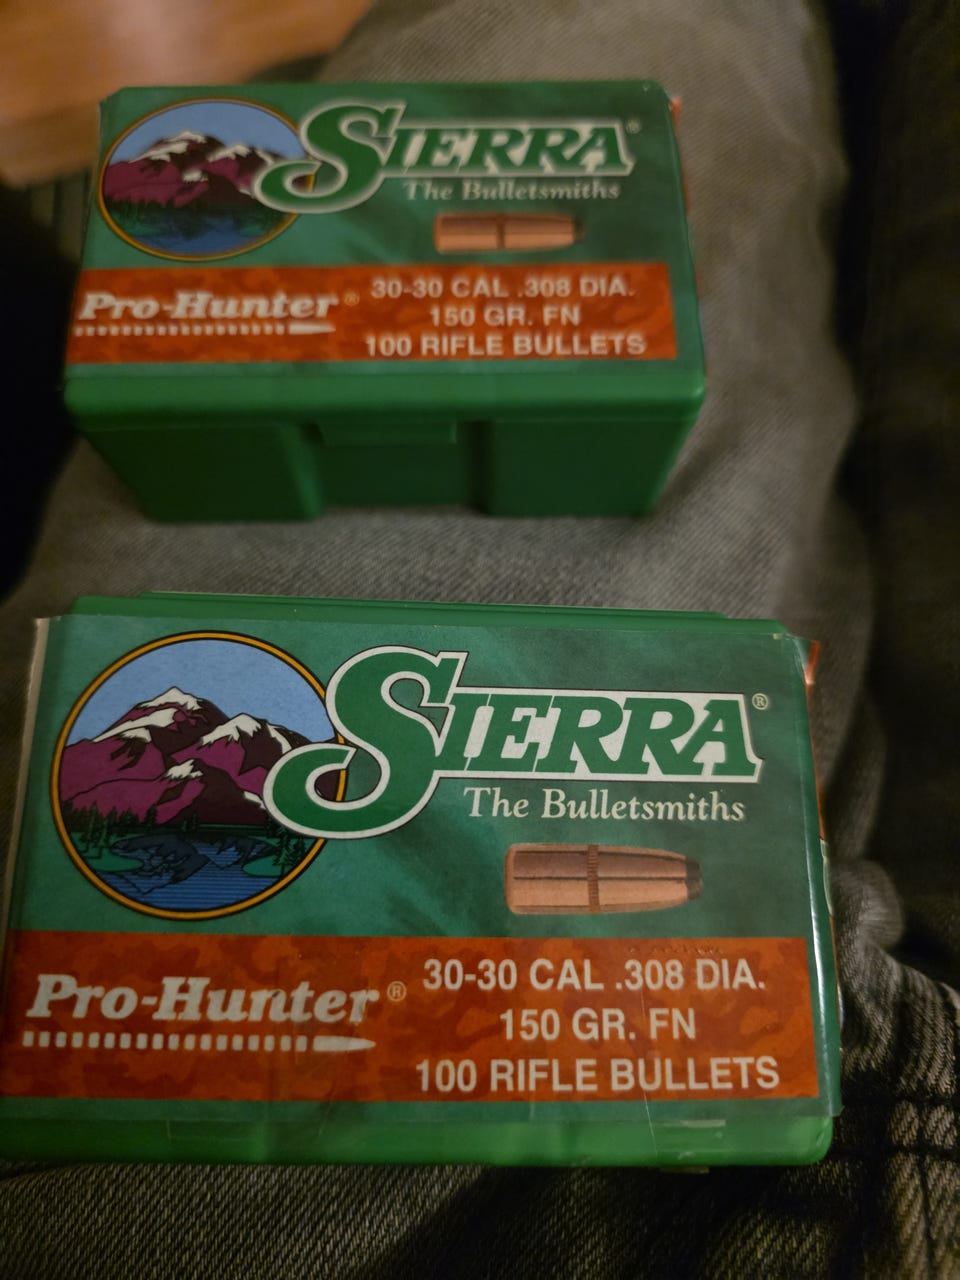 SIERRA®
The Bulletsmiths
Pro-Hunter®
30-30 CAL .308 DIA.
150 GR. FN
100 RIFLE BULLETS
SIERRA®
The Bulletsmiths
Pro-Hunter®
30-30 CAL .308 DIA.
150 GR. FN
100 RIFLE BULLETS